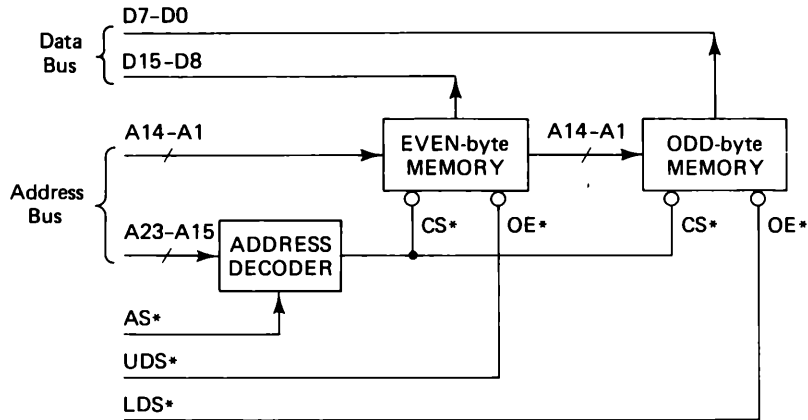 D7-D0
Data
Bus
D15-D8
A14-A1
EVEN-byte
MEMORY
A14-A1
ODD-byte
MEMORY
Address
Bus
A23-A15
ADDRESS
DECODER
CS*
OE*
CS*
OE*
AS*
UDS*
LDS*